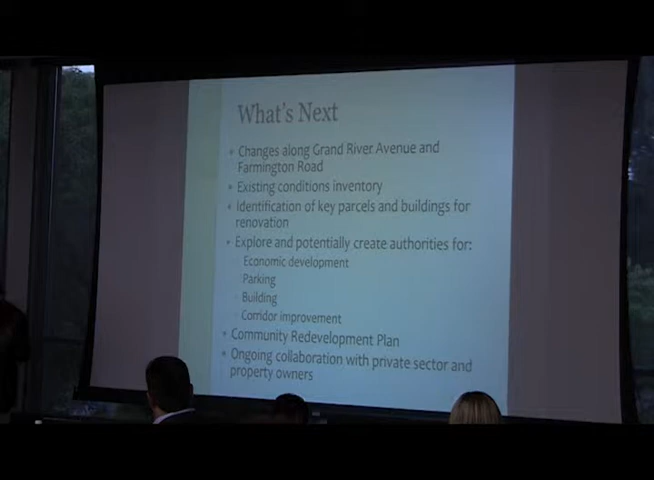 What's Next
Changes along Grand River Avenue and
Farmington Road
Existing conditions inventory
Identification of key parcels and buildings for
renovation
Explore and potentially create authorities for:
Economic development
Parking
Building
Corridor improvement
Community Redevelopment Plan
Ongoing collaboration with private sector and
property owners